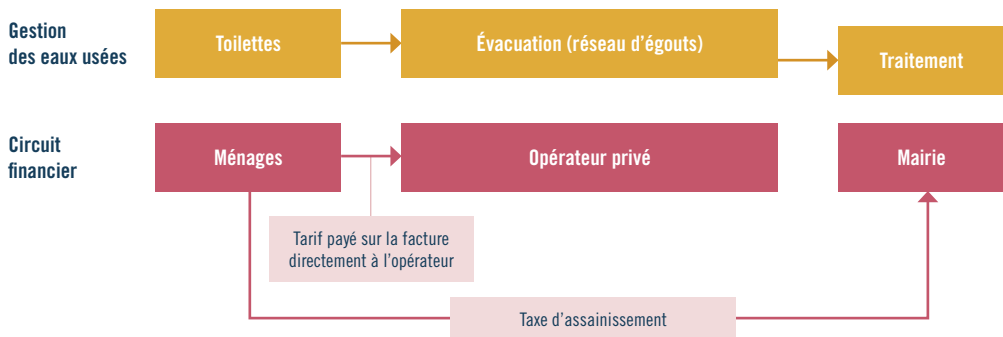 Gestion
des eaux usées
Toilettes
Évacuation (réseau d’égouts)
Traitement
Circuit
financier
Ménages
Opérateur privé
Mairie
Tarif payé sur la facture
directement à l’opérateur
Taxe d’assainissement